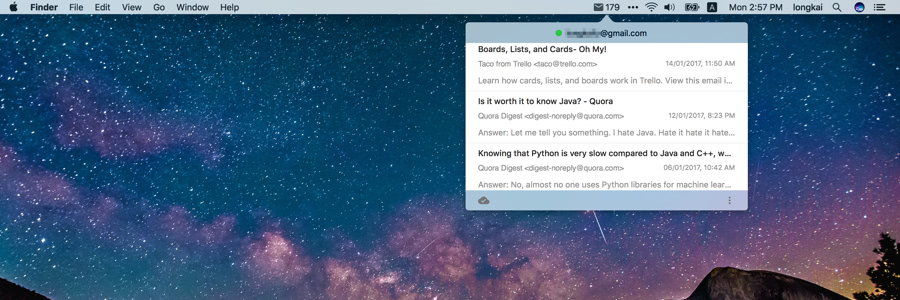 Finder File Edit View Go Window Help 179 A Mon 2:57 PM longkai
@gmail.com
Boards, Lists, and Cards- Oh My!
Taco from Trello <taco@trello.com> 14/01/2017, 11:50 AM
Learn how cards, lists, and boards work in Trello. View this email i...
Is it worth it to know Java? - Quora
Quora Digest <digest-noreply@quora.com> 12/01/2017, 8:23 PM
Answer: Let me tell you something. I hate Java. Hate it hate it hate...
Knowing that Python is very slow compared to Java and C++, w...
Quora Digest <digest-noreply@quora.com> 06/01/2017, 10:42 AM
Answer: No, almost no one uses Python libraries for machine lear...